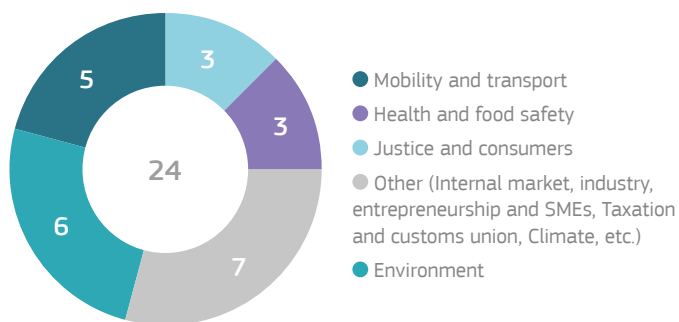 3
5
3
24
6
7
Mobility and transport
Health and food safety
Justice and consumers
Other (Internal market, industry,
entrepreneurship and SMEs, Taxation
and customs union, Climate, etc.)
Environment